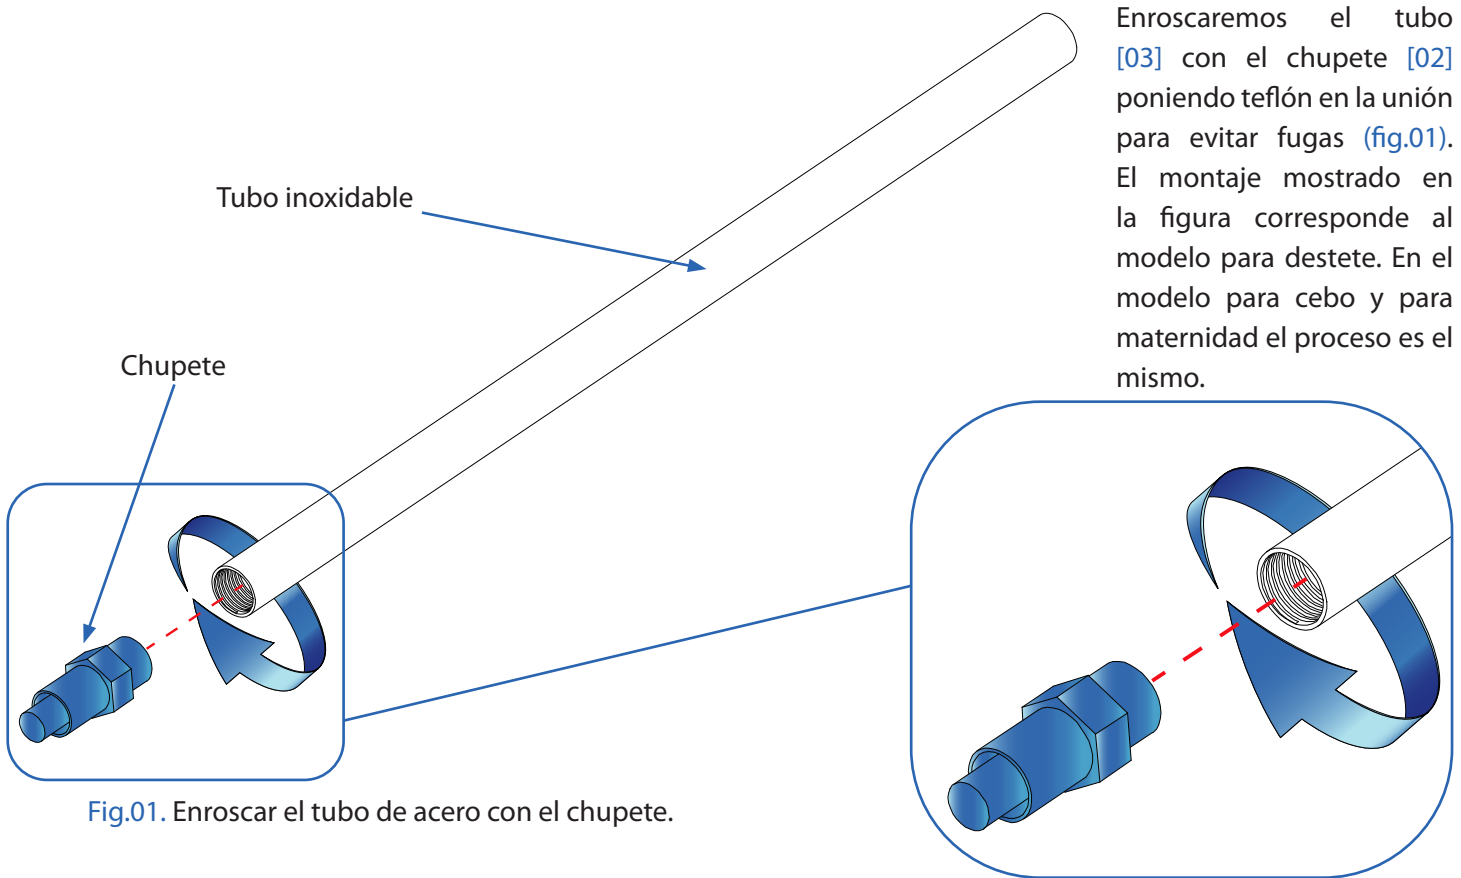 Enroscaremos el tubo
[03] con el chupete [02]
poniendo teflón en la unión
para evitar fugas (fig.01).
El montaje mostrado en
la figura corresponde al
modelo para destete. En el
modelo para cebo y para
maternidad el proceso es el
mismo.
Tubo inoxidable
Chupete
Fig.01. Enroscar el tubo de acero con el chupete.